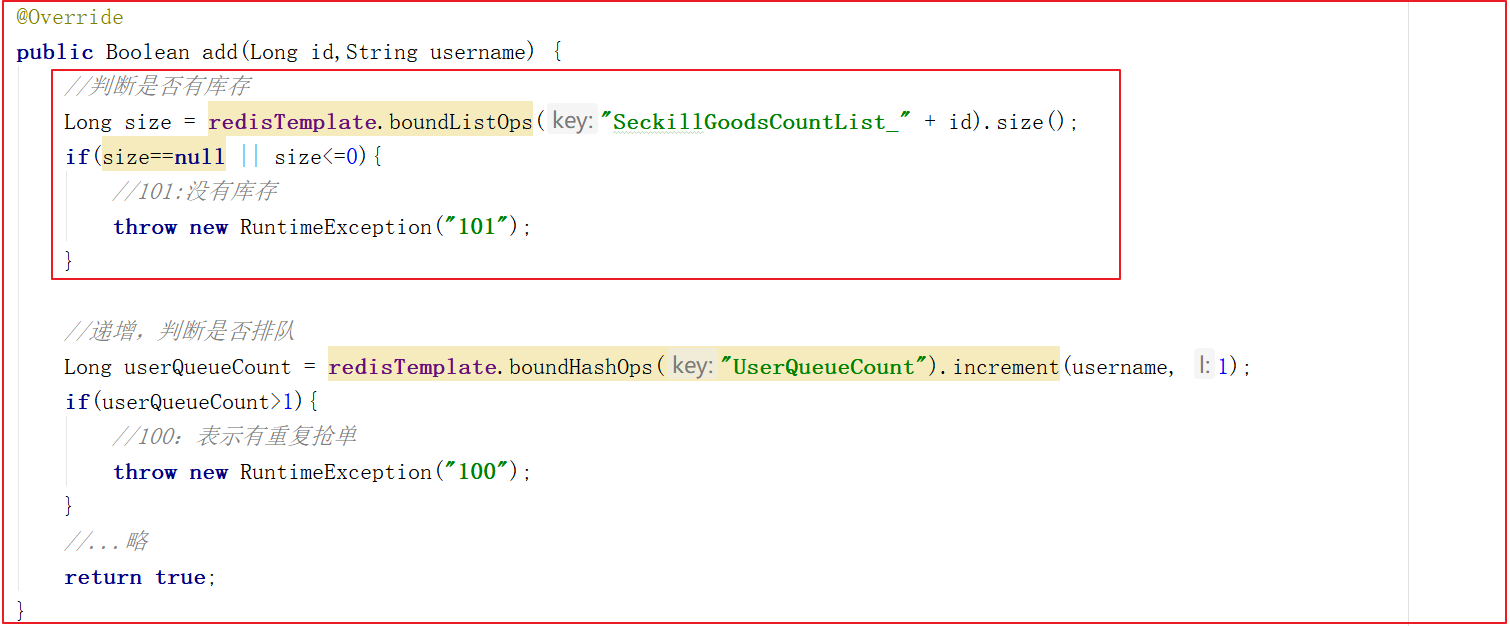 @Override
public Boolean add(Long id,String username) {
//判断是否有库存
Long size = redisTemplate.boundListOps( key: "SeckillGoodsCountList_" + id).size();
if(size==null || size<=0){
//101:没有库存
throw new RuntimeException("101");
}
//递增，判断是否排队
Long userQueueCount = redisTemplate.boundHashOps( key: "UserQueueCount").increment(username, l: 1);
if(userQueueCount>1){
//100：表示有重复抢单
throw new RuntimeException("100");
}
//...略
return true;
}